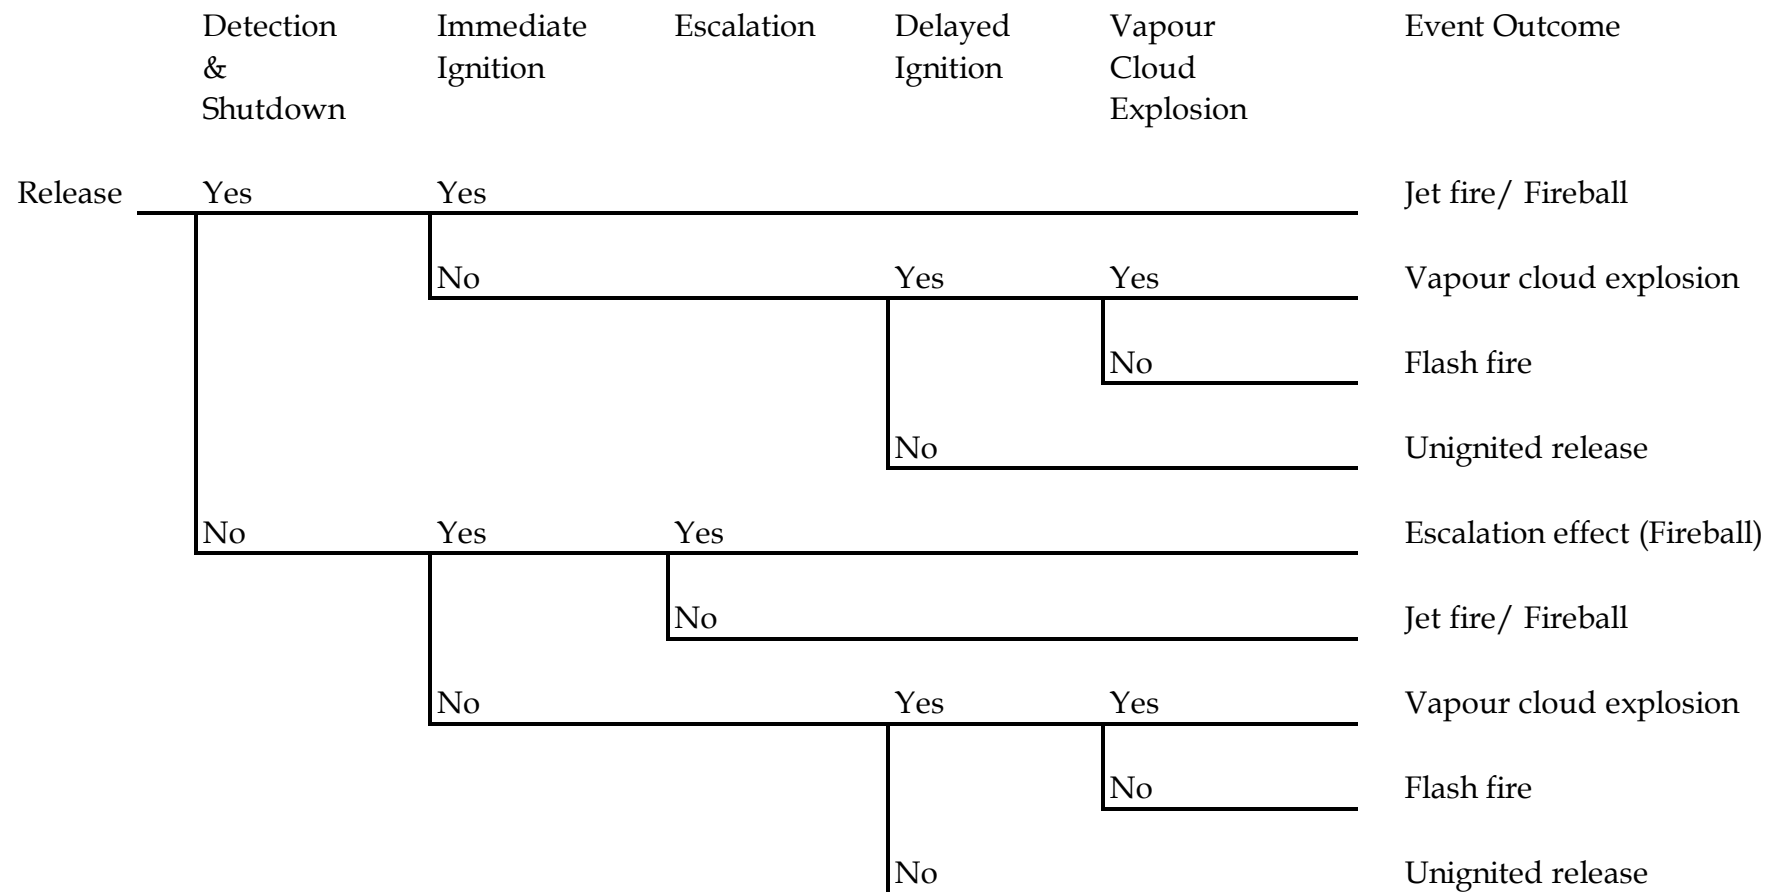 Detection Immediate Escalation Delayed Vapour Event Outcome
& Ignition Ignition Cloud
Shutdown Explosion
Release Yes Yes Jet fire/ Fireball
No Yes Yes Vapour cloud explosion
No Flash fire
No Unignited release
No Yes Yes Escalation effect (Fireball)
No Jet fire/ Fireball
No Yes Yes Vapour cloud explosion
No Flash fire
No Unignited release